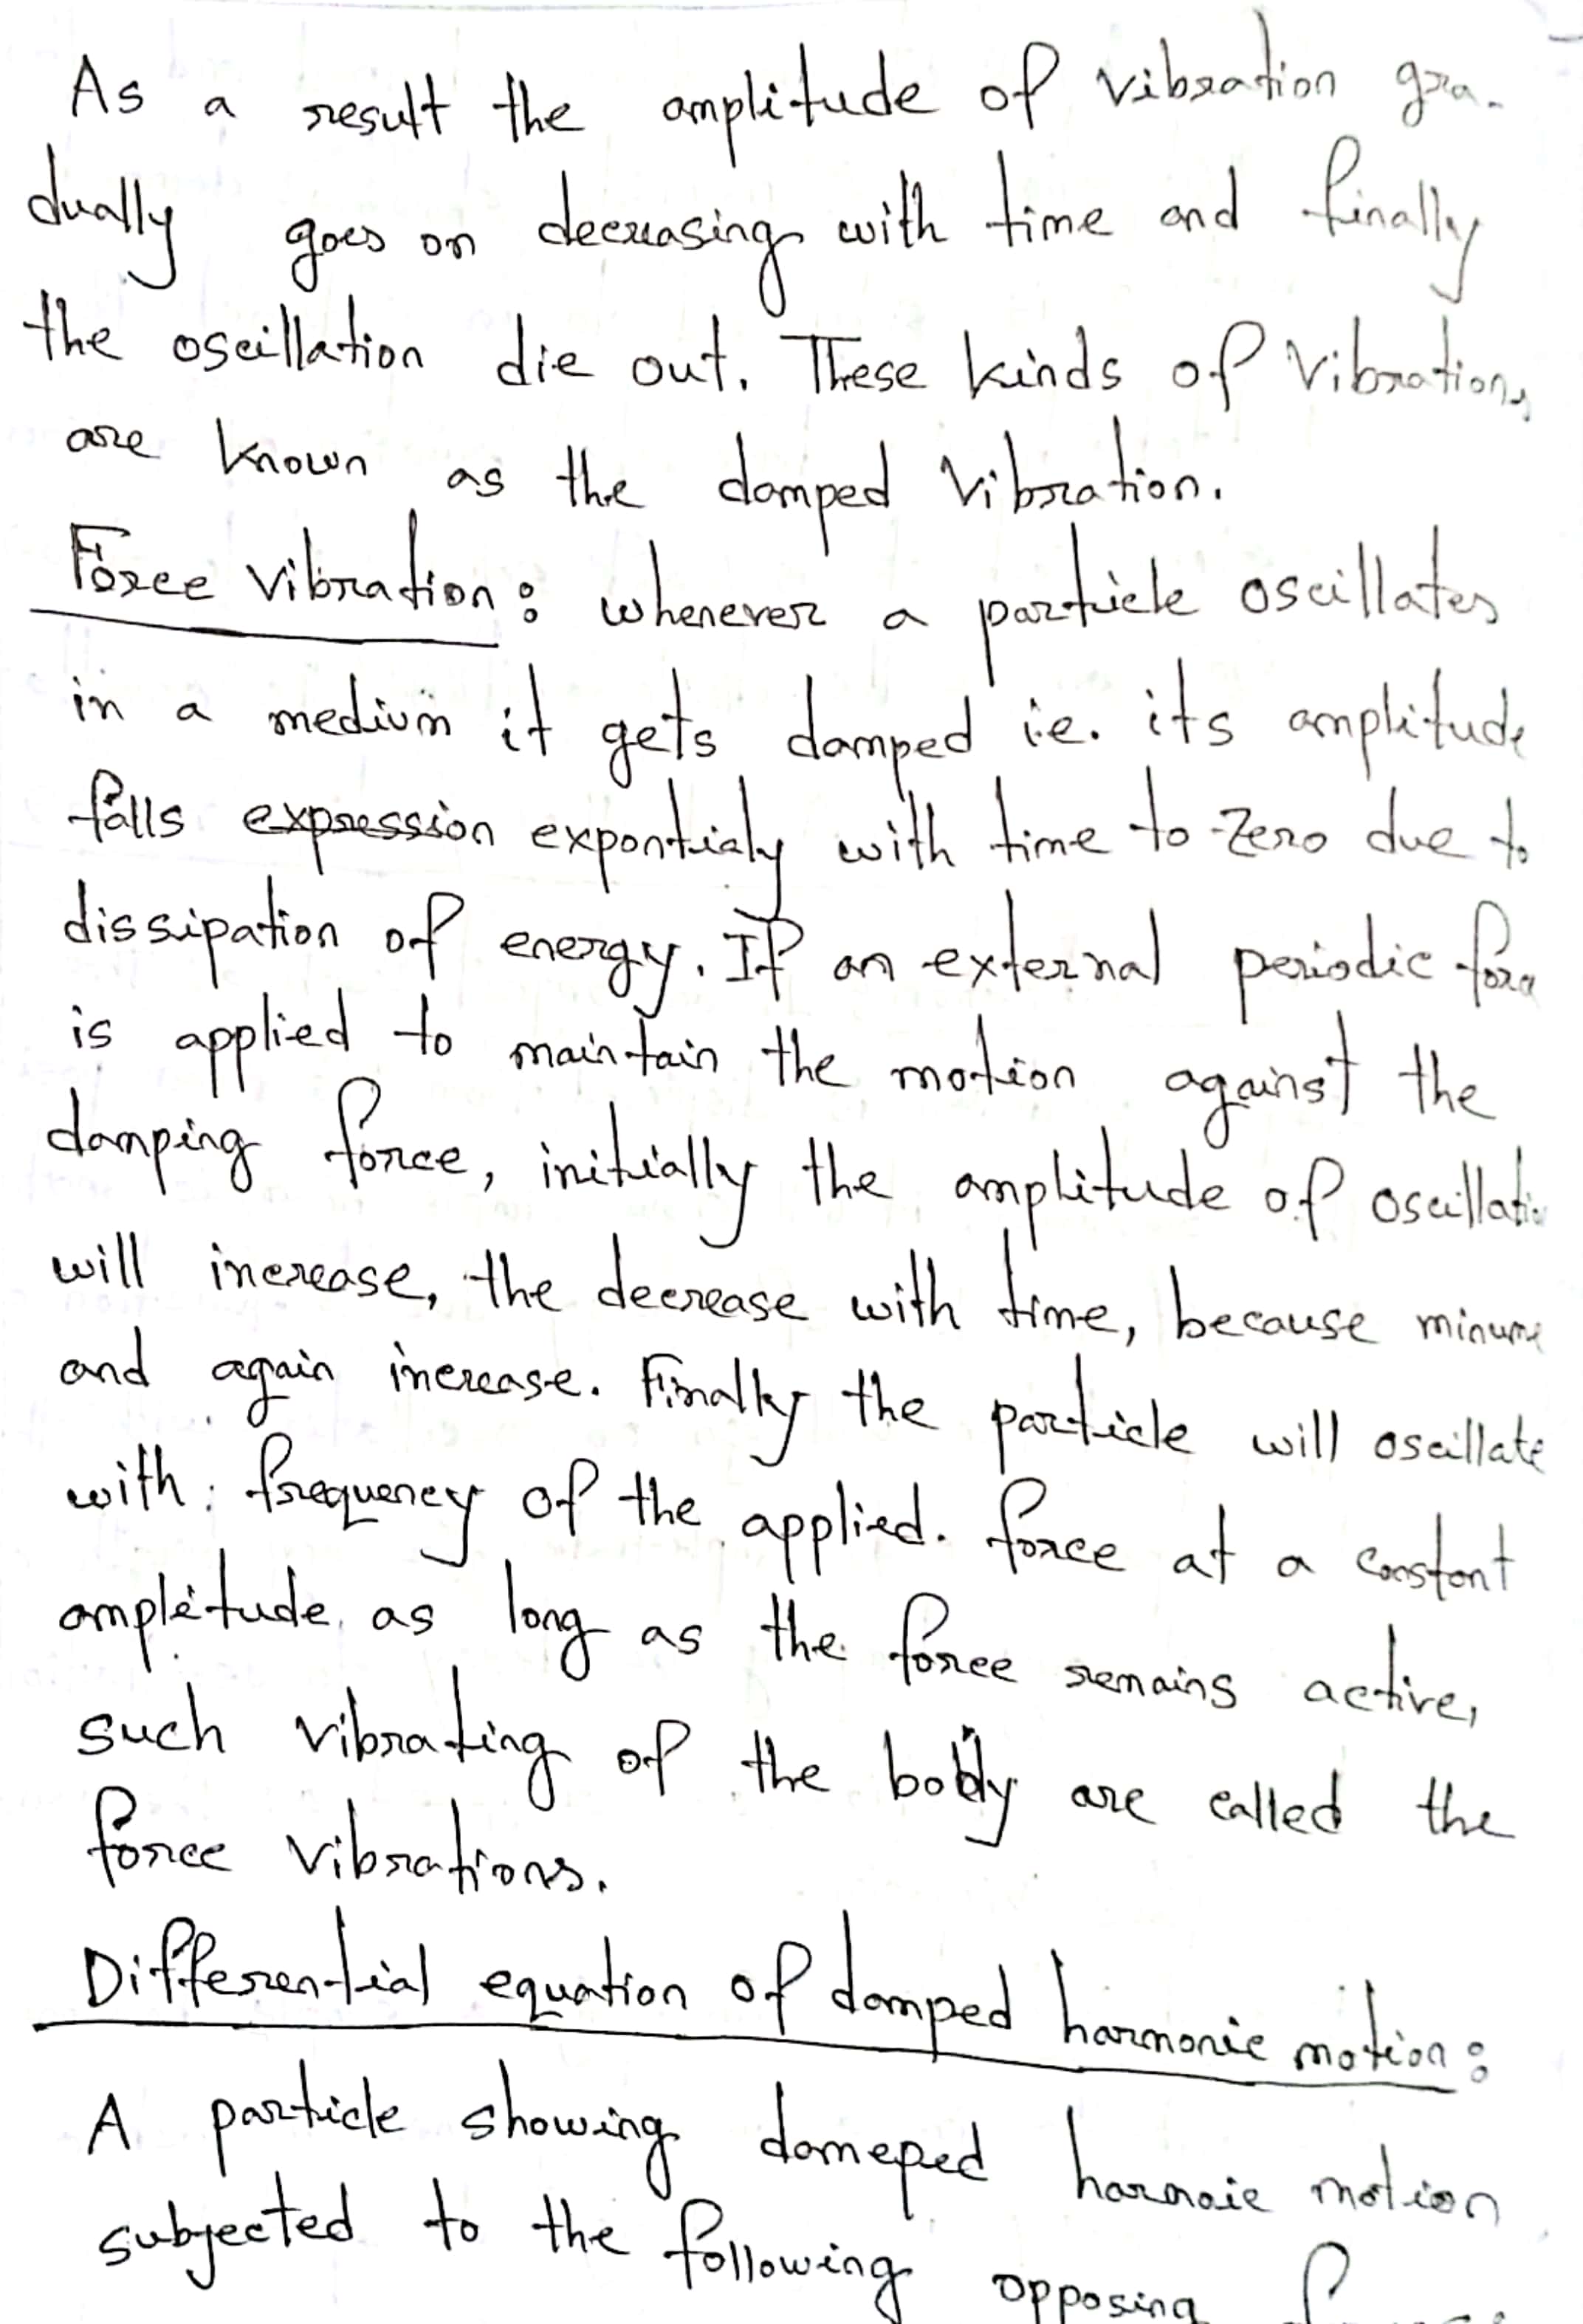 As a result the amplitude of vibration gra-
dually goes on decreasing with time and finally
the oscillation die out. These kinds of Vibrations
are known as the damped Vibration.
Force Vibration: whenever a particle oscillates
in a medium it gets damped i.e. its amplitude
falls expression expontialy with time to Zero due to
dissipation of energy. If an external periodic force
is applied to maintain the motion against the
damping force, initially the amplitude of oscillati
will increase, the decrease with time, because
and again increase. Finally the particle will oscillate
with frequency of the applied. force at a constant
amplitude as long as the force remains active,
such vibrating of the body are called the
force vibrations.
Differential equation of damped harmonic motion:
A particle showing domeped motion
subjected to the following opposing